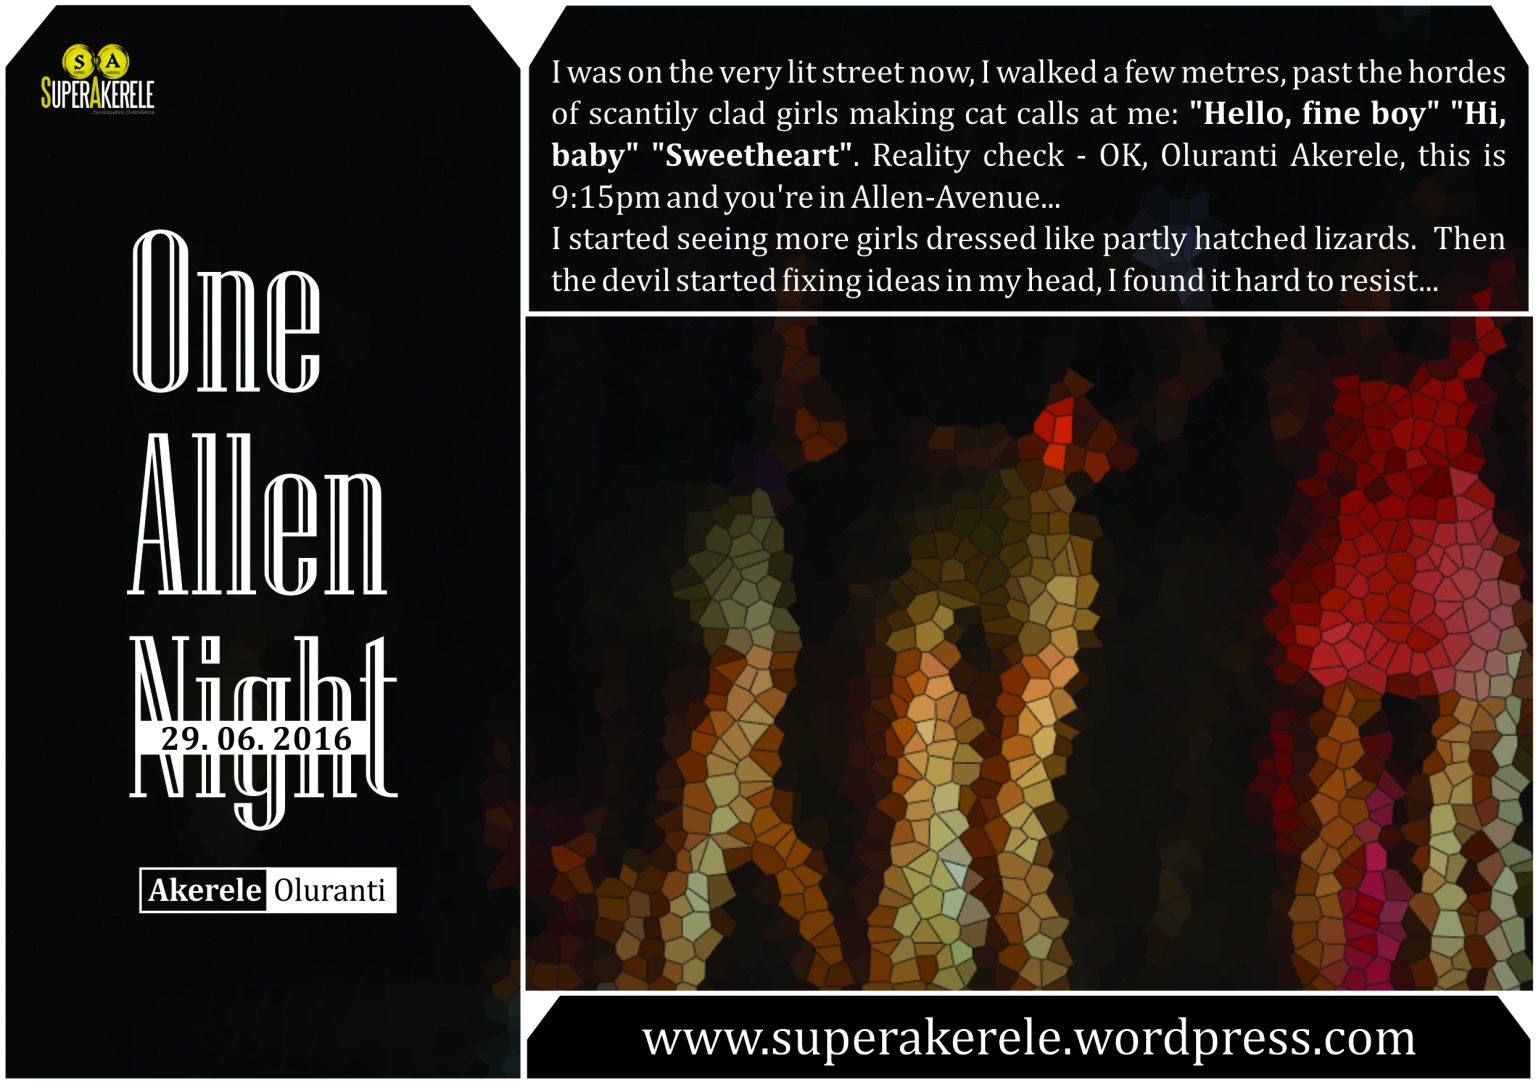 S A
SUPERAKERELE
One
Allen
Night
29. 06. 2016
Akerele Oluranti
I was on the very lit street now, I walked a few metres, past the hordes
of scantily clad girls making cat calls at me: "Hello, fine boy" "Hi,
baby" "Sweetheart". Reality check - OK, Oluranti Akerele, this is
9:15pm and you're in Allen-Avenue...
I started seeing more girls dressed like partly hatched lizards. Then
the devil started fixing ideas in my head, I found it hard to resist...
www.superakerele.wordpress.com